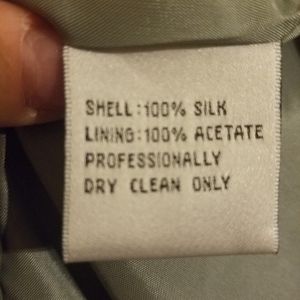 SHELL:100% SILK
LINING:100% ACETATE
PROFESSIONALLY
DRY CLEAN ONLY